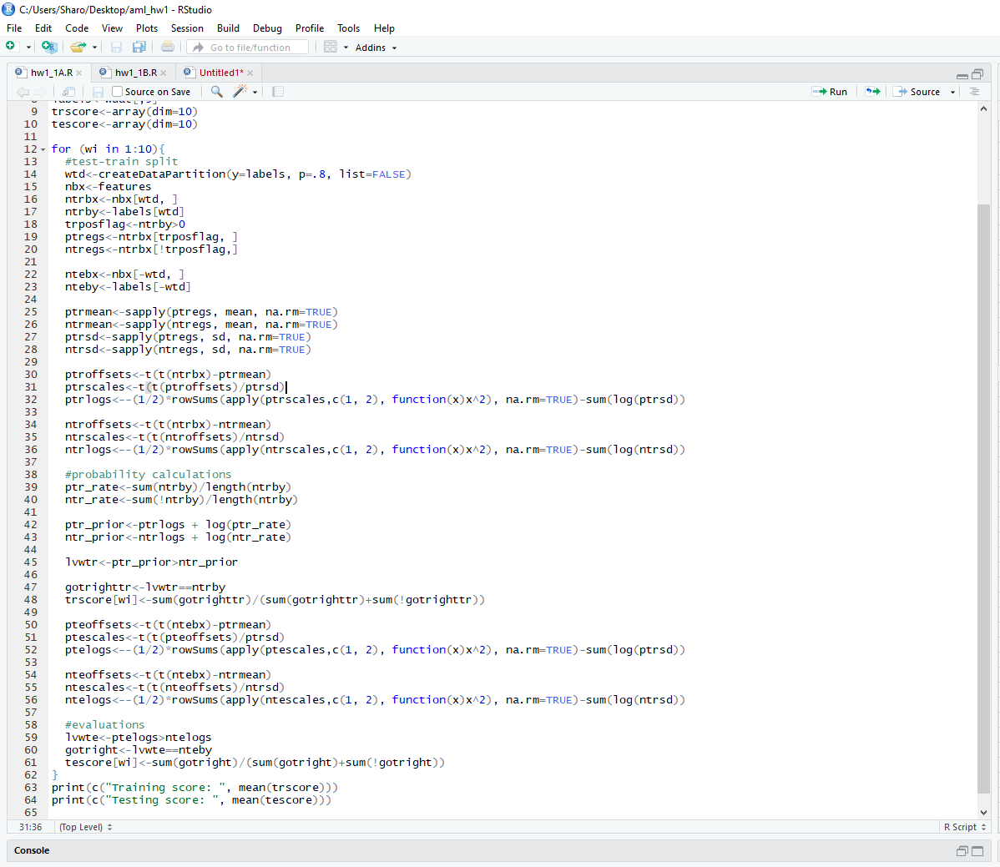 C:/Users/Sharo/Desktop/aml_hw1 - RStudio
File Edit Code View Plots Session Build Debug Profile Tools Help
Go to file/function Addins
hw1_1A.R hw1_1B.R Untitled1*
Source on Save Run Source
9 trscore<-array(dim=10)
10 tescore<-array(dim=10)
11
12 for (wi in 1:10){
13 #test-train split
14 wtd<-createDataPartition(y=labels, p=.8, list=FALSE)
15 nbx<-features
16 ntrbx<-nbx[wtd, ]
17 ntrby<-labels[wtd]
18 trposflag<-ntrby>0
19 ptregs<-ntrbx[trposflag, ]
20 ntregs<-ntrbx[!trposflag,]
21
22 ntebx<-nbx[-wtd, ]
23 nteby<-labels[-wtd]
24
25 ptrmean<-sapply(ptregs, mean, na.rm=TRUE)
26 ntrmean<-sapply(ntregs, mean, na.rm=TRUE)
27 ptrsd<-sapply(ptregs, sd, na.rm=TRUE)
28 ntrsd<-sapply(ntregs, sd, na.rm=TRUE)
29
30 ptroffsets<-t(t(ntrbx)-ptrmean)
31 ptrscales<-t(t(ptroffsets)/ptrsd)
32 ptrlogs<--(1/2)*rowSums(apply(ptrscales,c(1, 2), function(x)x^2), na.rm=TRUE)-sum(log(ptrsd))
33
34 ntroffsets<-t(t(ntrbx)-ntrmean)
35 ntrscales<-t(t(ntroffsets)/ntrsd)
36 ntrlogs<--(1/2)*rowSums(apply(ntrscales,c(1, 2), function(x)x^2), na.rm=TRUE)-sum(log(ntrsd))
37
38 #probability calculations
39 ptr_rate<-sum(ntrby)/length(ntrby)
40 ntr_rate<-sum(!ntrby)/length(ntrby)
41
42 ptr_prior<-ptrlogs + log(ptr_rate)
43 ntr_prior<-ntrlogs + log(ntr_rate)
44
45 lvwtr<-ptr_prior>ntr_prior
46
47 gotrighttr<-lvwtr==ntrby
48 trscore[wi]<-sum(gotrighttr)/(sum(gotrighttr)+sum(!gotrighttr))
49
50 pteoffsets<-t(t(ntebx)-ptrmean)
51 ptescales<-t(t(pteoffsets)/ptrsd)
52 ptelogs<--(1/2)*rowSums(apply(ptescales,c(1, 2), function(x)x^2), na.rm=TRUE)-sum(log(ptrsd))
53
54 nteoffsets<-t(t(ntebx)-ntrmean)
55 ntescales<-t(t(nteoffsets)/ntrsd)
56 ntelogs<--(1/2)*rowSums(apply(ntescales,c(1, 2), function(x)x^2), na.rm=TRUE)-sum(log(ntrsd))
57
58 #evaluations
59 lvwte<-ptelogs>ntelogs
60 gotright<-lvwte==nteby
61 tescore[wi]<-sum(gotright)/(sum(gotright)+sum(!gotright))
62 }
63 print(c("Training score: ", mean(trscore)))
64 print(c("Testing score: ", mean(tescore)))
65
31:36 (Top Level) R Script
Console